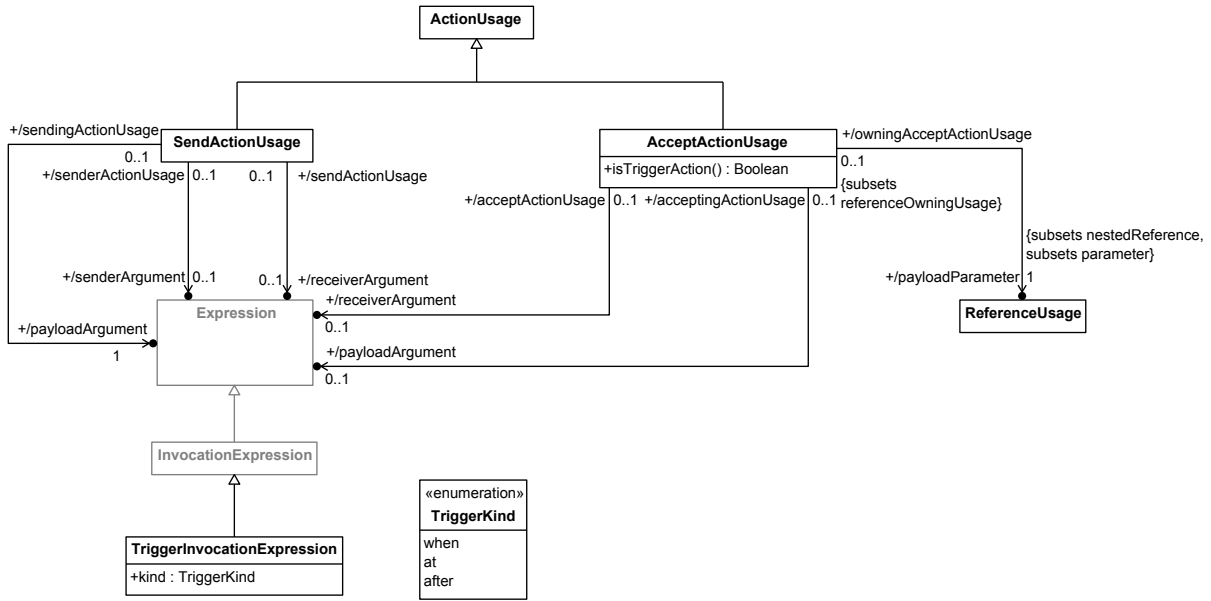 ActionUsage
+/sendingActionUsage
0..1
SendActionUsage
+/senderActionUsage
0..1
0..1
+/sendActionUsage
AcceptActionUsage
+isTriggerAction() : Boolean
+/owningAcceptActionUsage
0..1
{subsets
referenceOwningUsage}
+/acceptActionUsage
0..1
+/acceptingActionUsage
0..1
{subsets nestedReference,
subsets parameter}
+/senderArgument
0..1
0..1
+/receiverArgument
+/receiverArgument
0..1
+/payloadParameter
1
Expression
ReferenceUsage
+/payloadArgument
1
+/payloadArgument
0..1
InvocationExpression
«enumeration»
TriggerKind
when
at
after
TriggerInvocationExpression
+kind : TriggerKind